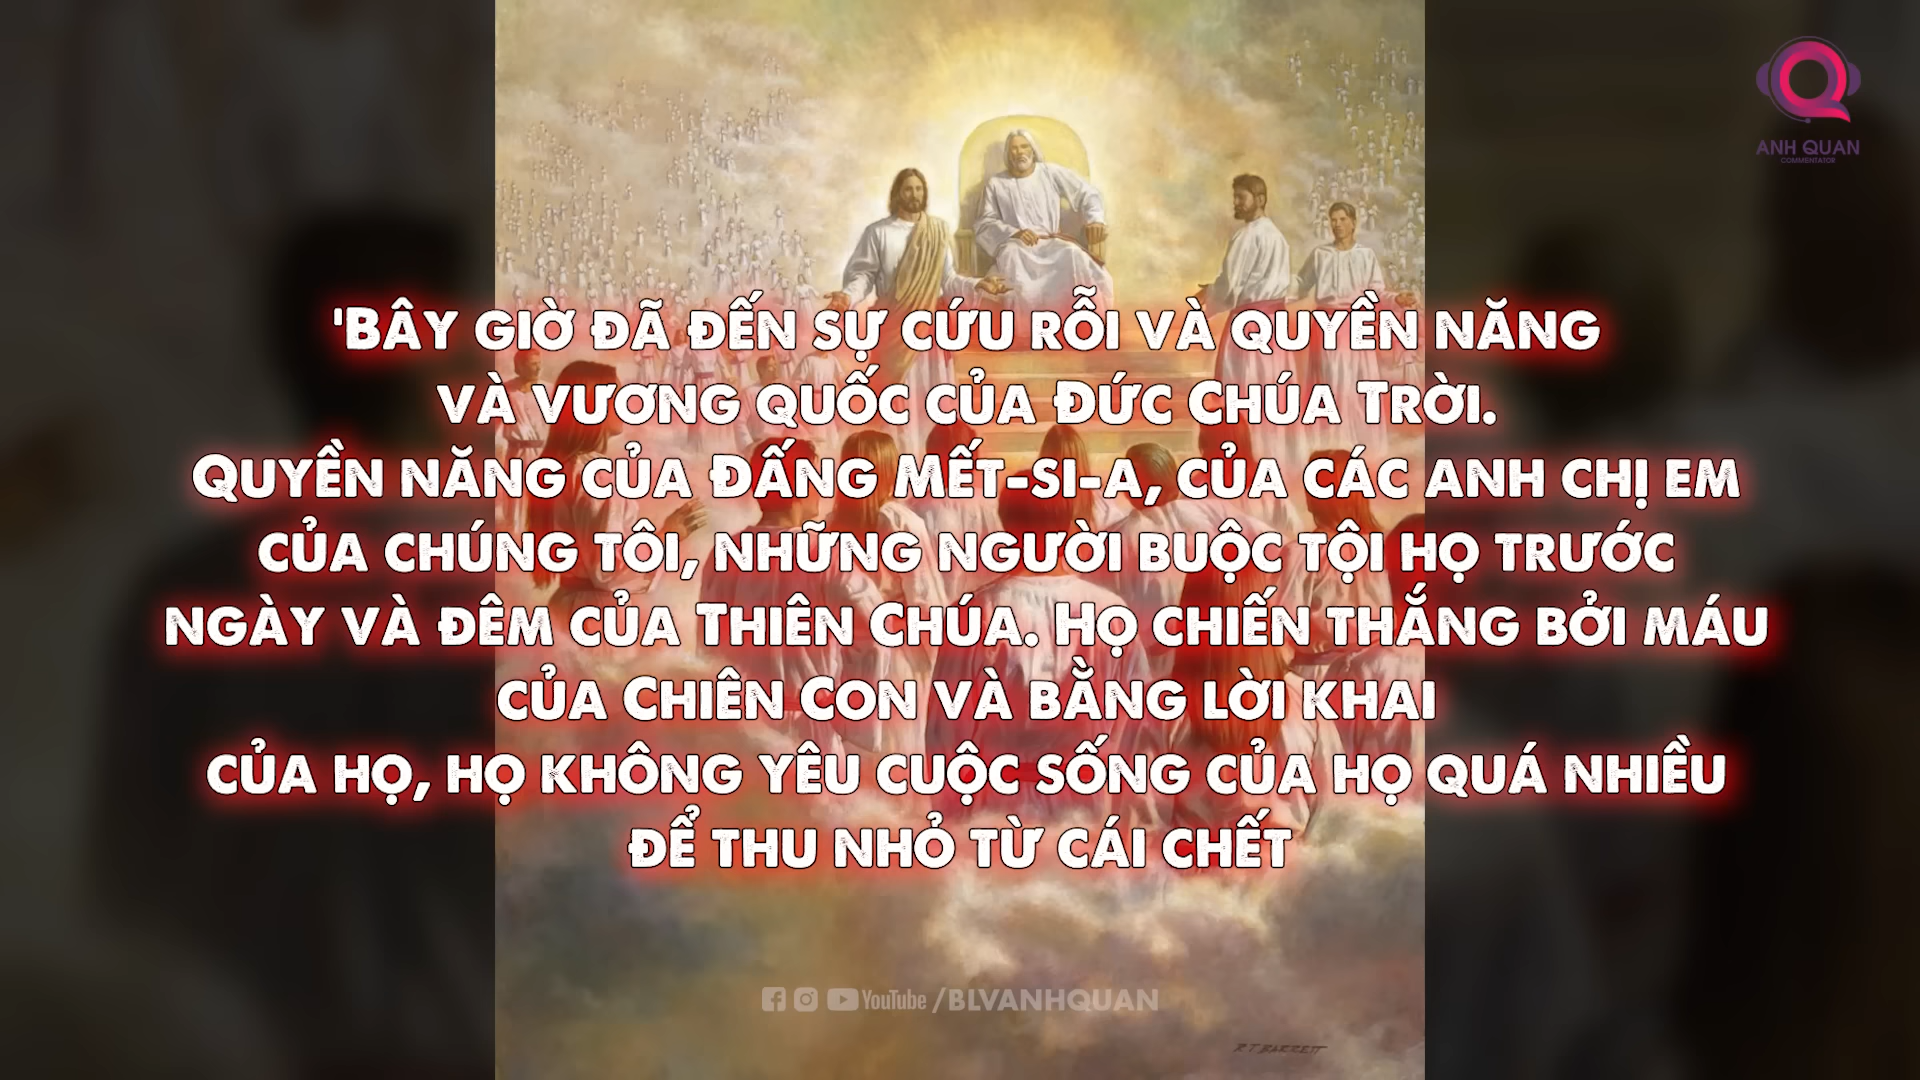 ANH QUAN
COMMENTATOR
'Bây giờ đã đến sự cứu rỗi và quyền năng
và vương quốc của Đức Chúa Trời.
Quyền năng của Đấng Mết-si-a, của các anh chị em
của chúng tôi, những người buộc tội họ trước
ngày và đêm của Thiên Chúa. Họ chiến thắng bởi máu
của Chiên Con và bằng lời khai
của họ, họ không yêu cuộc sống của họ quá nhiều
để thu nhỏ từ cái chết
YouTube /BLVANHQUAN
R.T. BARRETT